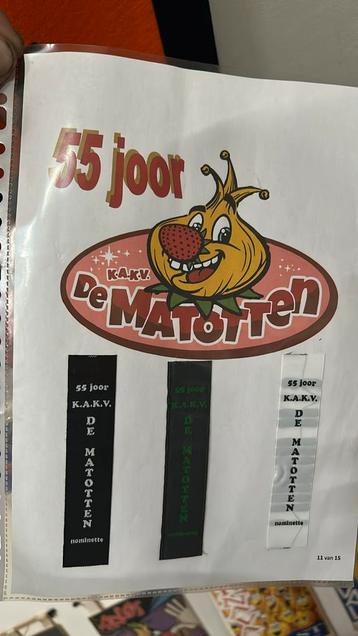 55 joor
K.A.K.V.
De MATOTTEN
55 joor
K.A.K.V.
DE MATOTTEN
nominette
55 joor
K.A.K.V.
DE MATOTTEN
nominette
55 joor
K.A.K.V.
DE MATOTTEN
nominette
11 van 15